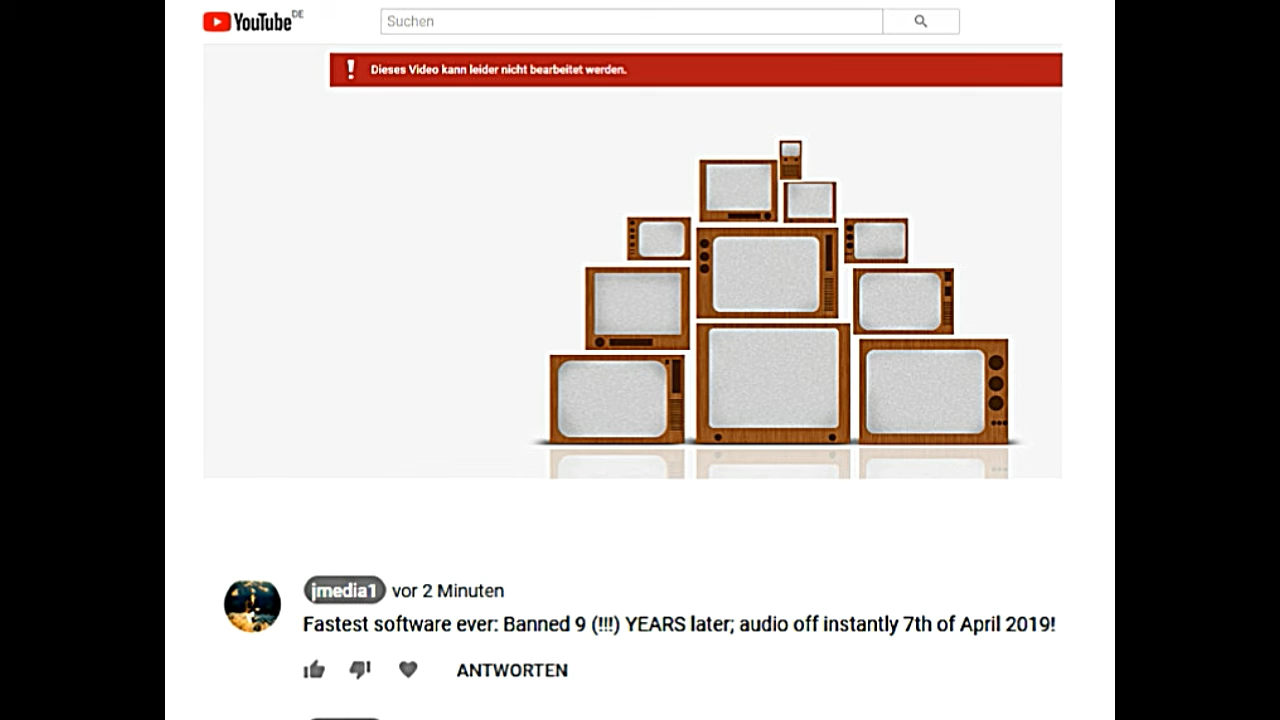 YouTube DE
Suchen
! Dieses Video kann leider nicht bearbeitet werden.
jmedia1 vor 2 Minuten
Fastest software ever: Banned 9 (!!!) YEARS later; audio off instantly 7th of April 2019!
ANTWORTEN